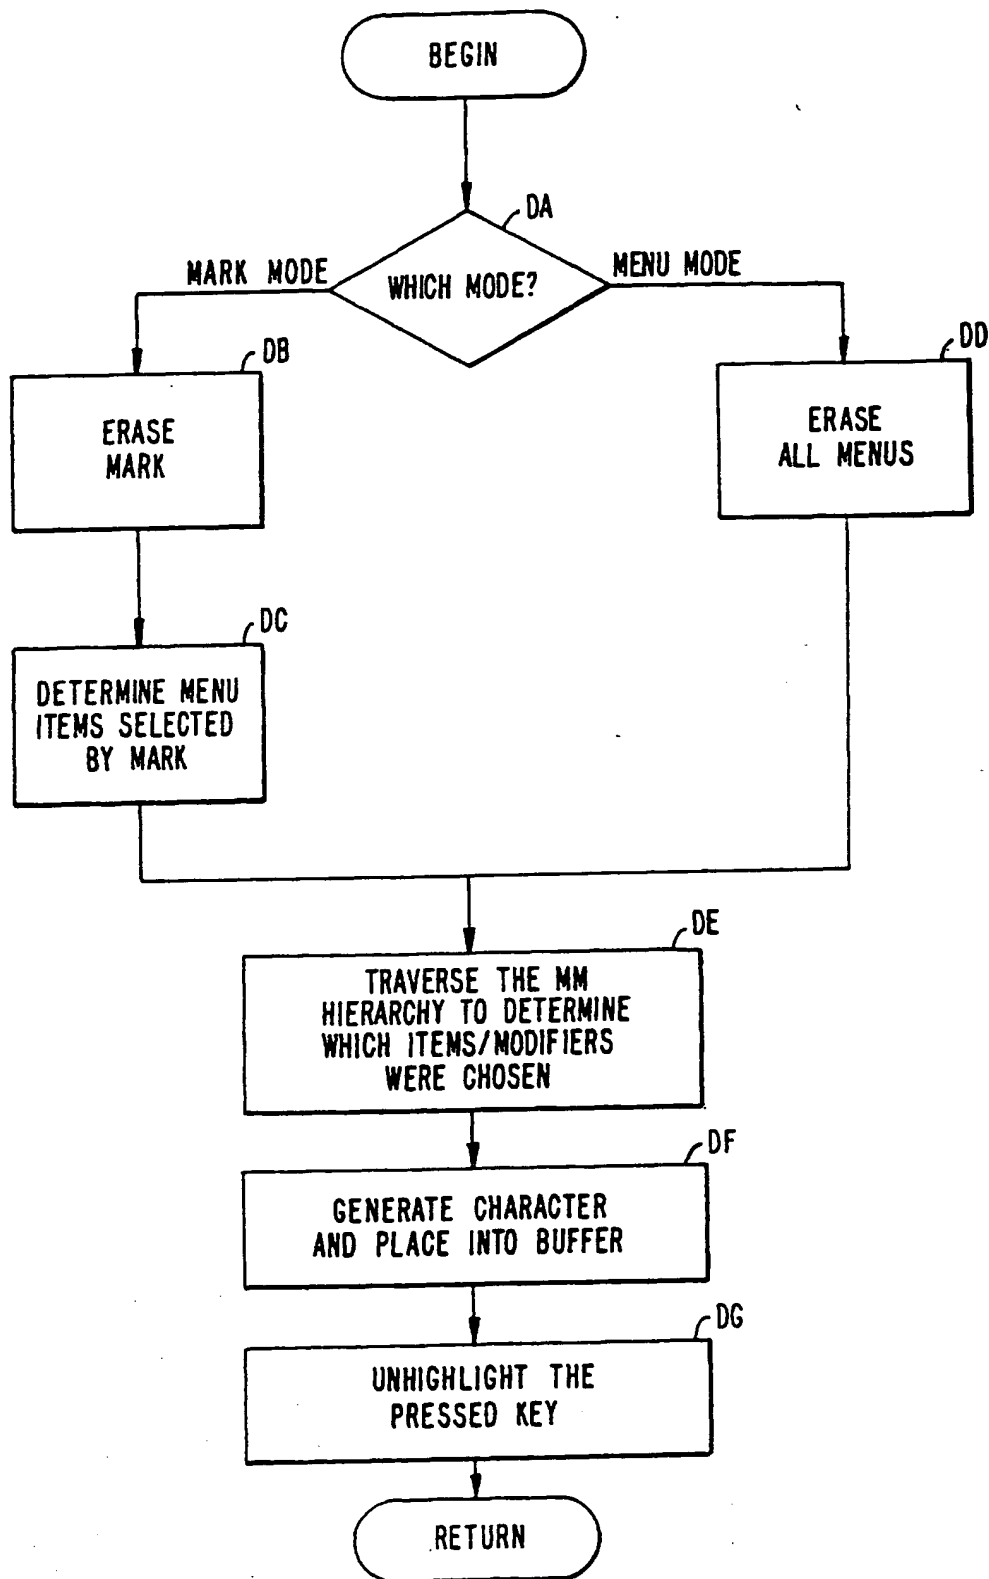 BEGIN
DA
WHICH MODE?
MARK MODE
MENU MODE
DB
ERASE
MARK
DD
ERASE
ALL MENUS
DC
DETERMINE MENU
ITEMS SELECTED
BY MARK
DE
TRAVERSE THE MM
HIERARCHY TO DETERMINE
WHICH ITEMS/MODIFIERS
WERE CHOSEN
DF
GENERATE CHARACTER
AND PLACE INTO BUFFER
DG
UNHIGHLIGHT THE
PRESSED KEY
RETURN